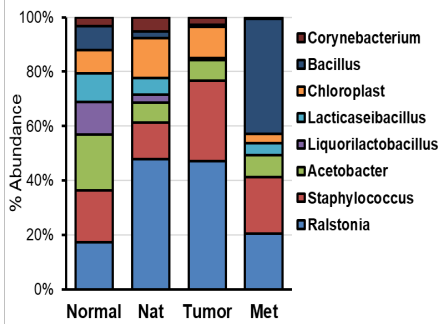 % Abundance
100%
80%
60%
40%
20%
0%
Normal Nat Tumor Met
Corynebacterium
Bacillus
Chloroplast
Lacticaseibacillus
Liquorilactobacillus
Acetobacter
Staphylococcus
Ralstonia